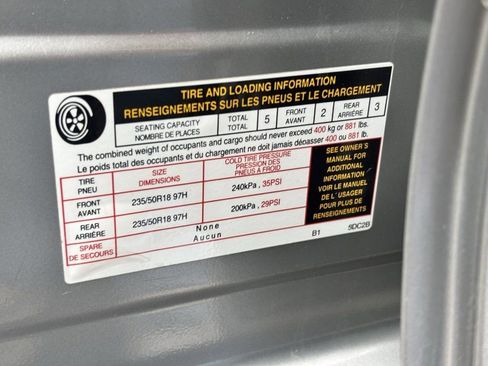 TIRE AND LOADING INFORMATION
RENSEIGNEMENTS SUR LES PNEUS ET LE CHARGEMENT
SEATING CAPACITY TOTAL 5 FRONT 2 REAR 3
NOMBRE DE PLACES TOTAL AVANT ARRIÈRE
The combined weight of occupants and cargo should never exceed 400 kg or 881 lbs.
Le poids total des occupants et du chargement ne doit jamais dépasser 400 ou 881 lb.
TIRE SIZE COLD TIRE PRESSURE
PNEU DIMENSIONS PRESSION DES PNEUS À FROID
FRONT 235/50R18 97H 240kPa , 35PSI
AVANT
REAR 235/50R18 97H 200kPa , 29PSI
ARRIÈRE
SPARE None
DE SECOURS Aucun
SEE OWNER'S
MANUAL FOR
ADDITIONAL
INFORMATION
VOIR LE MANUEL
DE L' USAGER
POUR PLUS DE
RENSEIGNEMENTS
B1 5DC2B